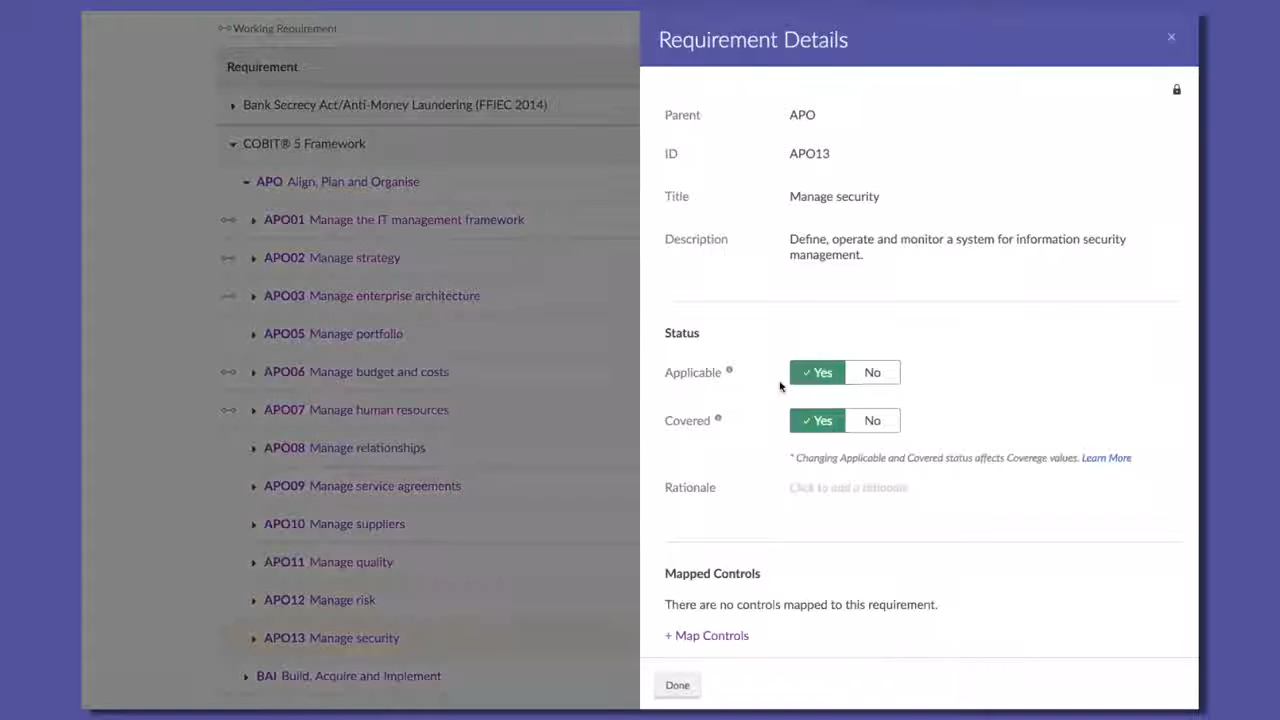 Working Requirement
Requirement
Bank Secrecy Act/Anti-Money Laundering (FFIEC 2014)
COBIT® 5 Framework
APO Align, Plan and Organise
APO01 Manage the IT management framework
APO02 Manage strategy
APO03 Manage enterprise architecture
APO05 Manage portfolio
APO06 Manage budget and costs
APO07 Manage human resources
APO08 Manage relationships
APO09 Manage service agreements
APO10 Manage suppliers
APO11 Manage quality
APO12 Manage risk
APO13 Manage security
BAI Build, Acquire and Implement
Requirement Details
Parent APO
ID APO13
Title Manage security
Description Define, operate and monitor a system for information security
management.
Status
Applicable Yes No
Covered Yes No
* Changing Applicable and Covered status affects Coverege values. Learn More
Rationale Click to add a rationale
Mapped Controls
There are no controls mapped to this requirement.
+ Map Controls
Done